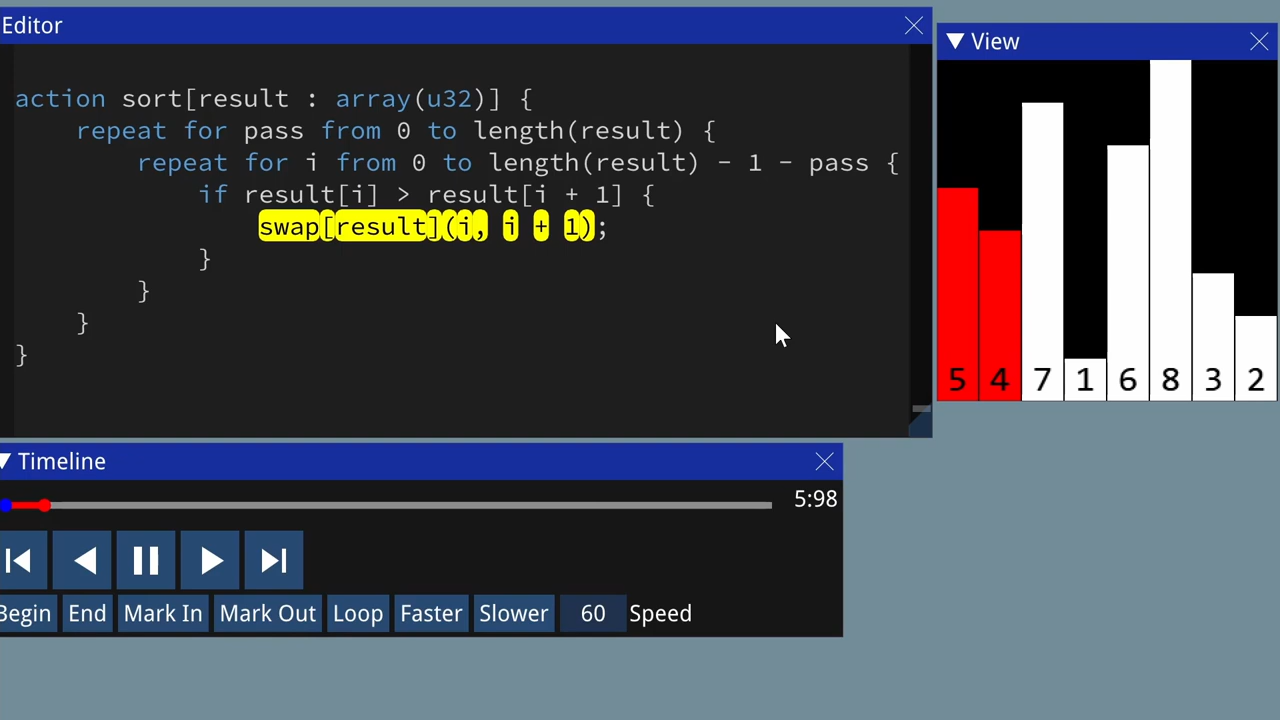 Editor
action sort[result : array(u32)] {
repeat for pass from 0 to length(result) {
repeat for i from 0 to length(result) - 1 - pass {
if result[i] > result[i + 1] {
swap[result](i, i + 1);
}
}
}
}
View
5 4 7 1 6 8 3 2
Timeline
5:98
Begin End Mark In Mark Out Loop Faster Slower 60 Speed